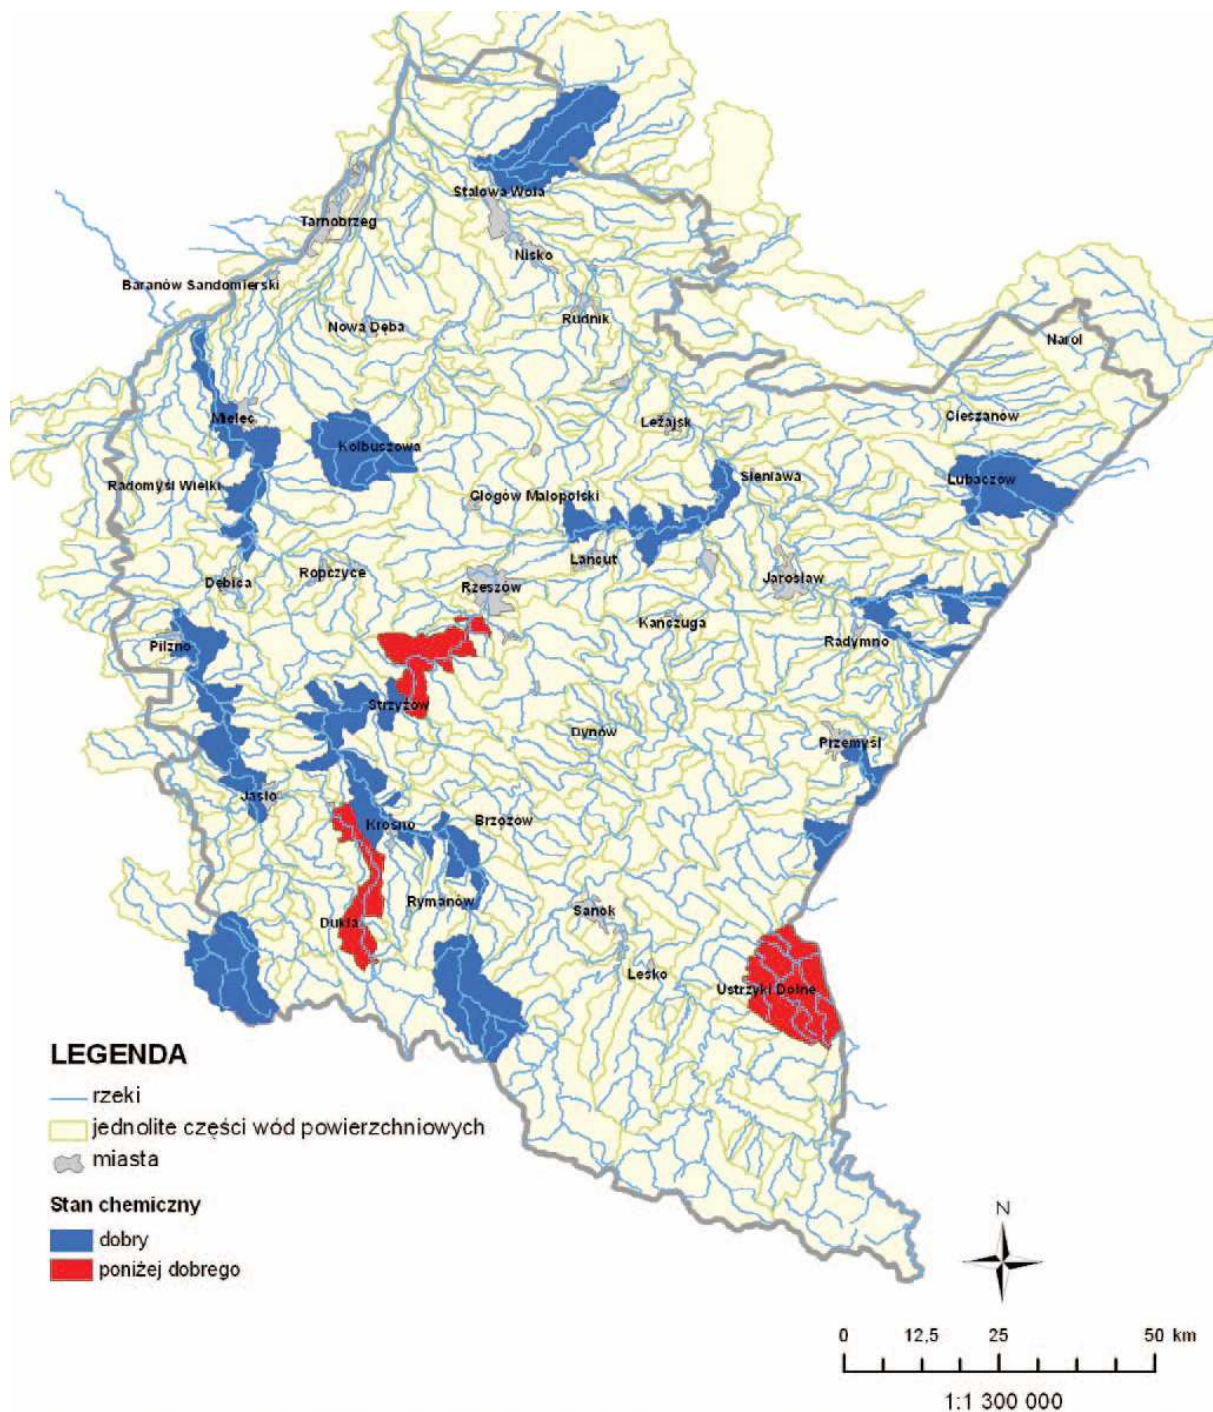 Stalowa Wola
Tarnobrzeg
Nisko
Baranów Sandomierski
Nowa Dęba
Rudnik
Narol
Mielec
Kolbuszowa
Leżajsk
Cieszanów
Radomyśl Wielki
Głogów Małopolski
Sieniawa
Lubaczów
Dębica
Ropczyce
Rzeszów
Łańcut
Jarosław
Pilzno
Kańczuga
Radymno
Strzyżów
Dynów
Przemyśl
Jasło
Krosno
Brzozów
Dukla
Rymanów
Sanok
Lesko
Ustrzyki Dolne
LEGENDA
rzeki
jednolite części wód powierzchniowych
miasta
Stan chemiczny
dobry
poniżej dobrego
N
0 12,5 25 50 km
1:1 300 000